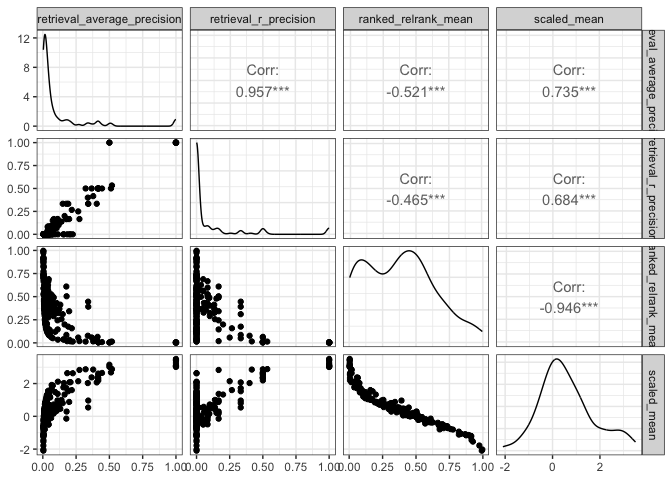 retrieval_average_precision retrieval_r_precision ranked_relrank_mean scaled_mean
12
8
4
0
Corr:
0.957***
Corr:
-0.521***
Corr:
0.735***
eval_average_preci
1.00
0.75
0.50
0.25
0.00
Corr:
-0.465***
Corr:
0.684***
etrieval_r_precision
1.00
0.75
0.50
0.25
0.00
Corr:
-0.946***
anked_relrank_mea
2
0
-2
scaled_mean
0.00 0.25 0.50 0.75 1.00
0.00 0.25 0.50 0.75 1.00
0.00 0.25 0.50 0.75 1.00
-2 0 2